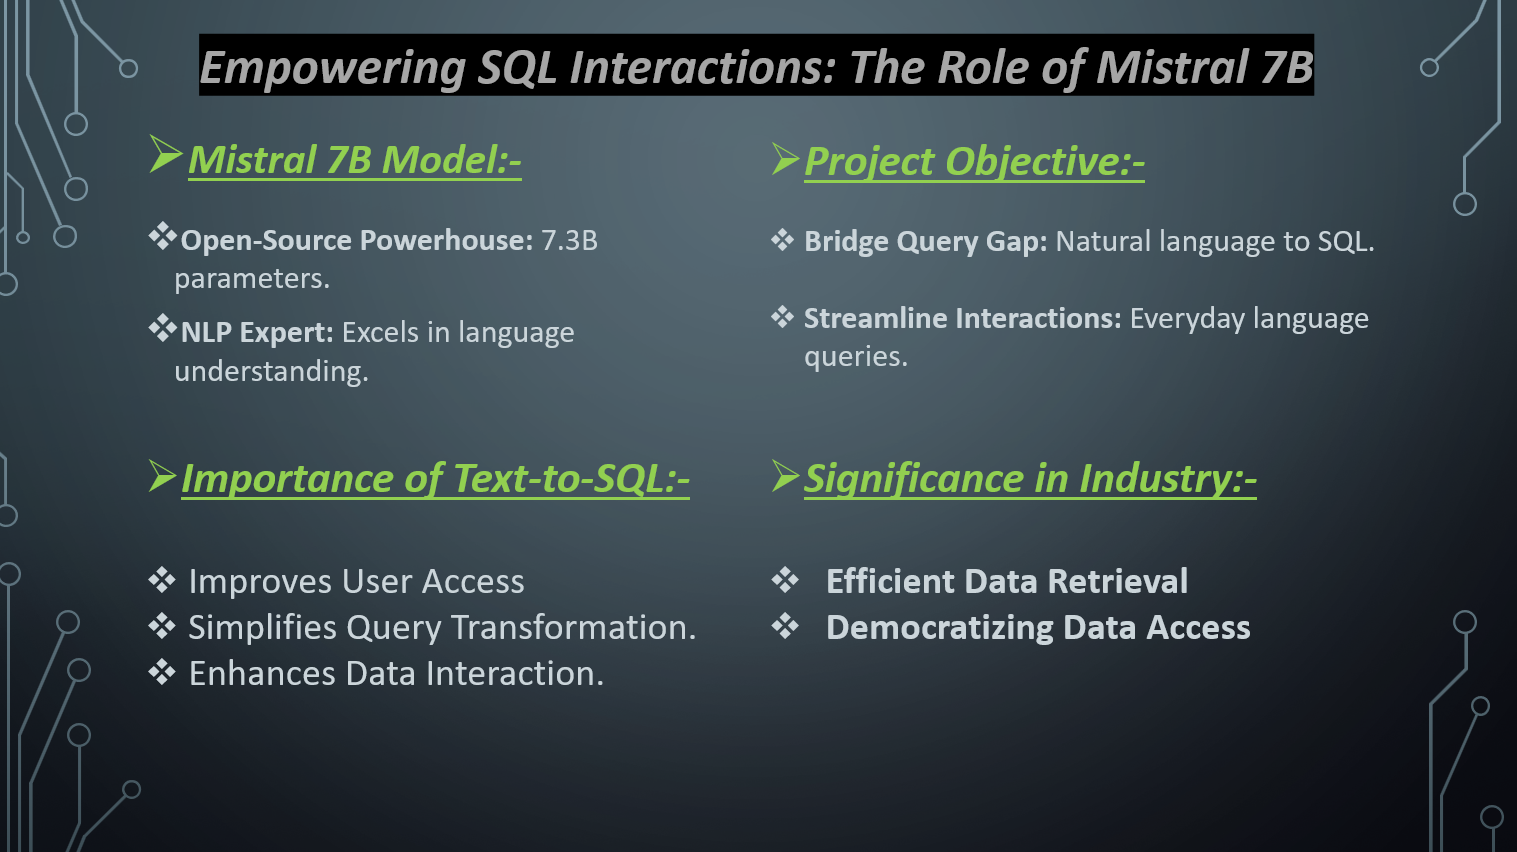 Empowering SQL Interactions: The Role of Mistral 7B
Mistral 7B Model:-
Open-Source Powerhouse: 7.3B
parameters.
NLP Expert: Excels in language
understanding.
Project Objective:-
Bridge Query Gap: Natural language to SQL.
Streamline Interactions: Everyday language
queries.
Importance of Text-to-SQL:-
Improves User Access
Simplifies Query Transformation.
Enhances Data Interaction.
Significance in Industry:-
Efficient Data Retrieval
Democratizing Data Access